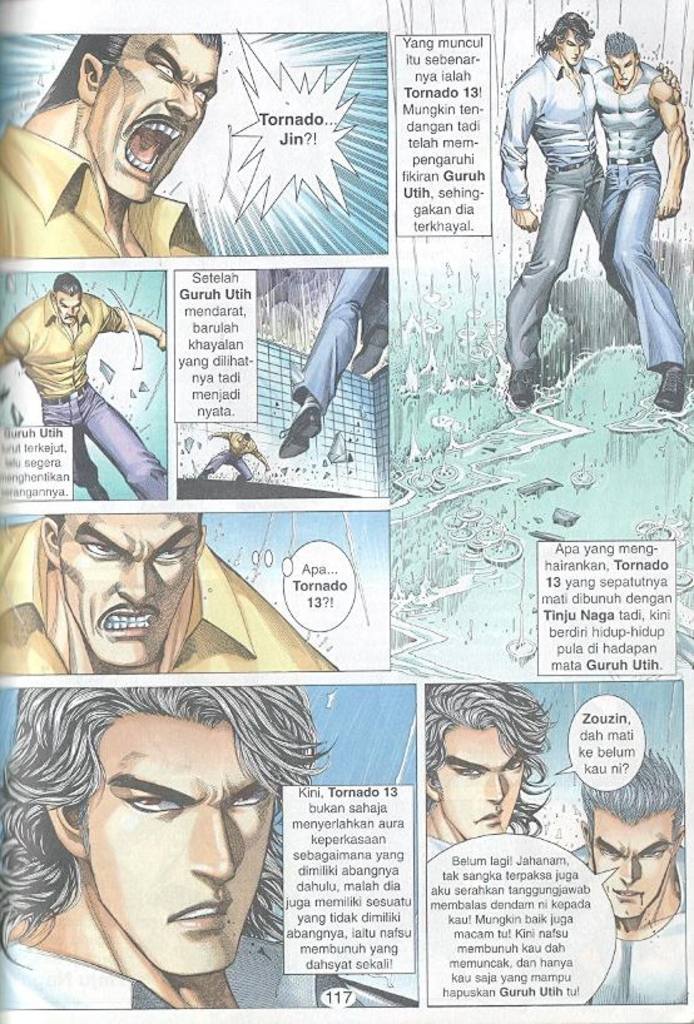 Tornado...
Jin?!
Yang muncul
itu sebenar-
nya ialah
Tornado 13!
Mungkin ten-
dangan tadi
telah mem-
pengaruhi
fikiran Guruh
Utih, sehing-
gakan dia
terkhayal.
Guruh Utih
terkejut,
segera
menghentikan
Setelah
Guruh Utih
mendarat,
barulah
khayalan
yang dilihat-
nya tadi
menjadi
nyata.
Apa...
Tornado
13?!
Apa yang meng-
hairankan, Tornado
13 yang sepatutnya
mati dibunuh dengan
Tinju Naga tadi, kini
berdiri hidup-hidup
pula di hadapan
mata Guruh Utih.
Kini, Tornado 13
bukan sahaja
menyerlahkan aura
keperkasaan
sebagaimana yang
dimiliki abangnya
dahulu, malah dia
juga memiliki sesuatu
yang tidak dimiliki
abangnya, iaitu nafsu
membunuh yang
dahsyat sekali!
Zouzin,
dah mati
ke belum
kau ni?
Belum lagi! Jahanam,
tak sangka terpaksa juga
aku serahkan tanggungjawab
membalas dendam ni kepada
kau! Mungkin baik juga
macam tu! Kini nafsu
membunuh kau dah
memuncak, dan hanya
kau saja yang mampu
hapuskan Guruh Utih tu!
117